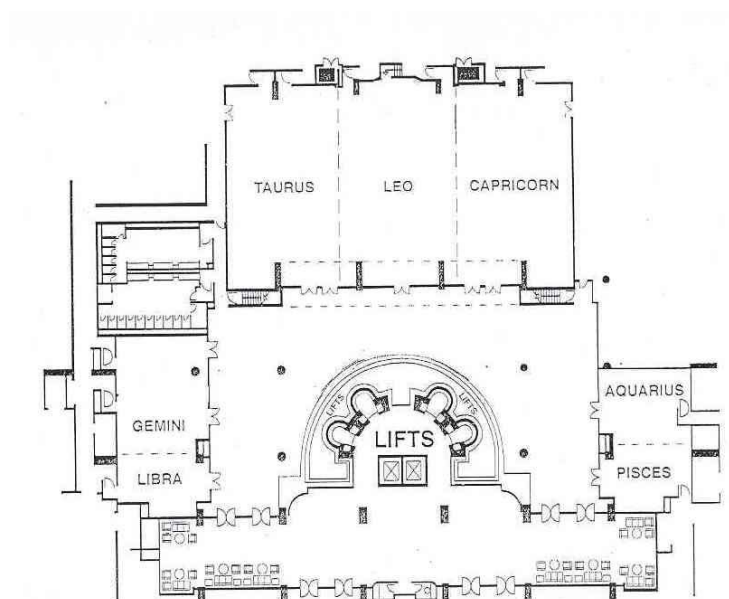 TAURUS
LEO
CAPRICORN
LIFTS
LIFTS
AQUARIUS
GEMINI
LIFTS
LIBRA
PISCES